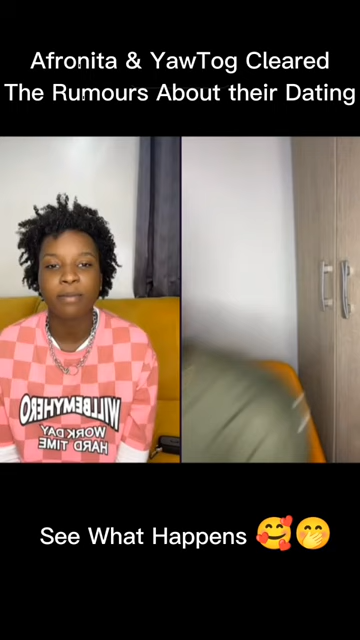 Afronita & YawTog Cleared
The Rumours About their Dating
WILLBEMYHERO
WORK DAY
HARD TIME
See What Happens 🥰🤭